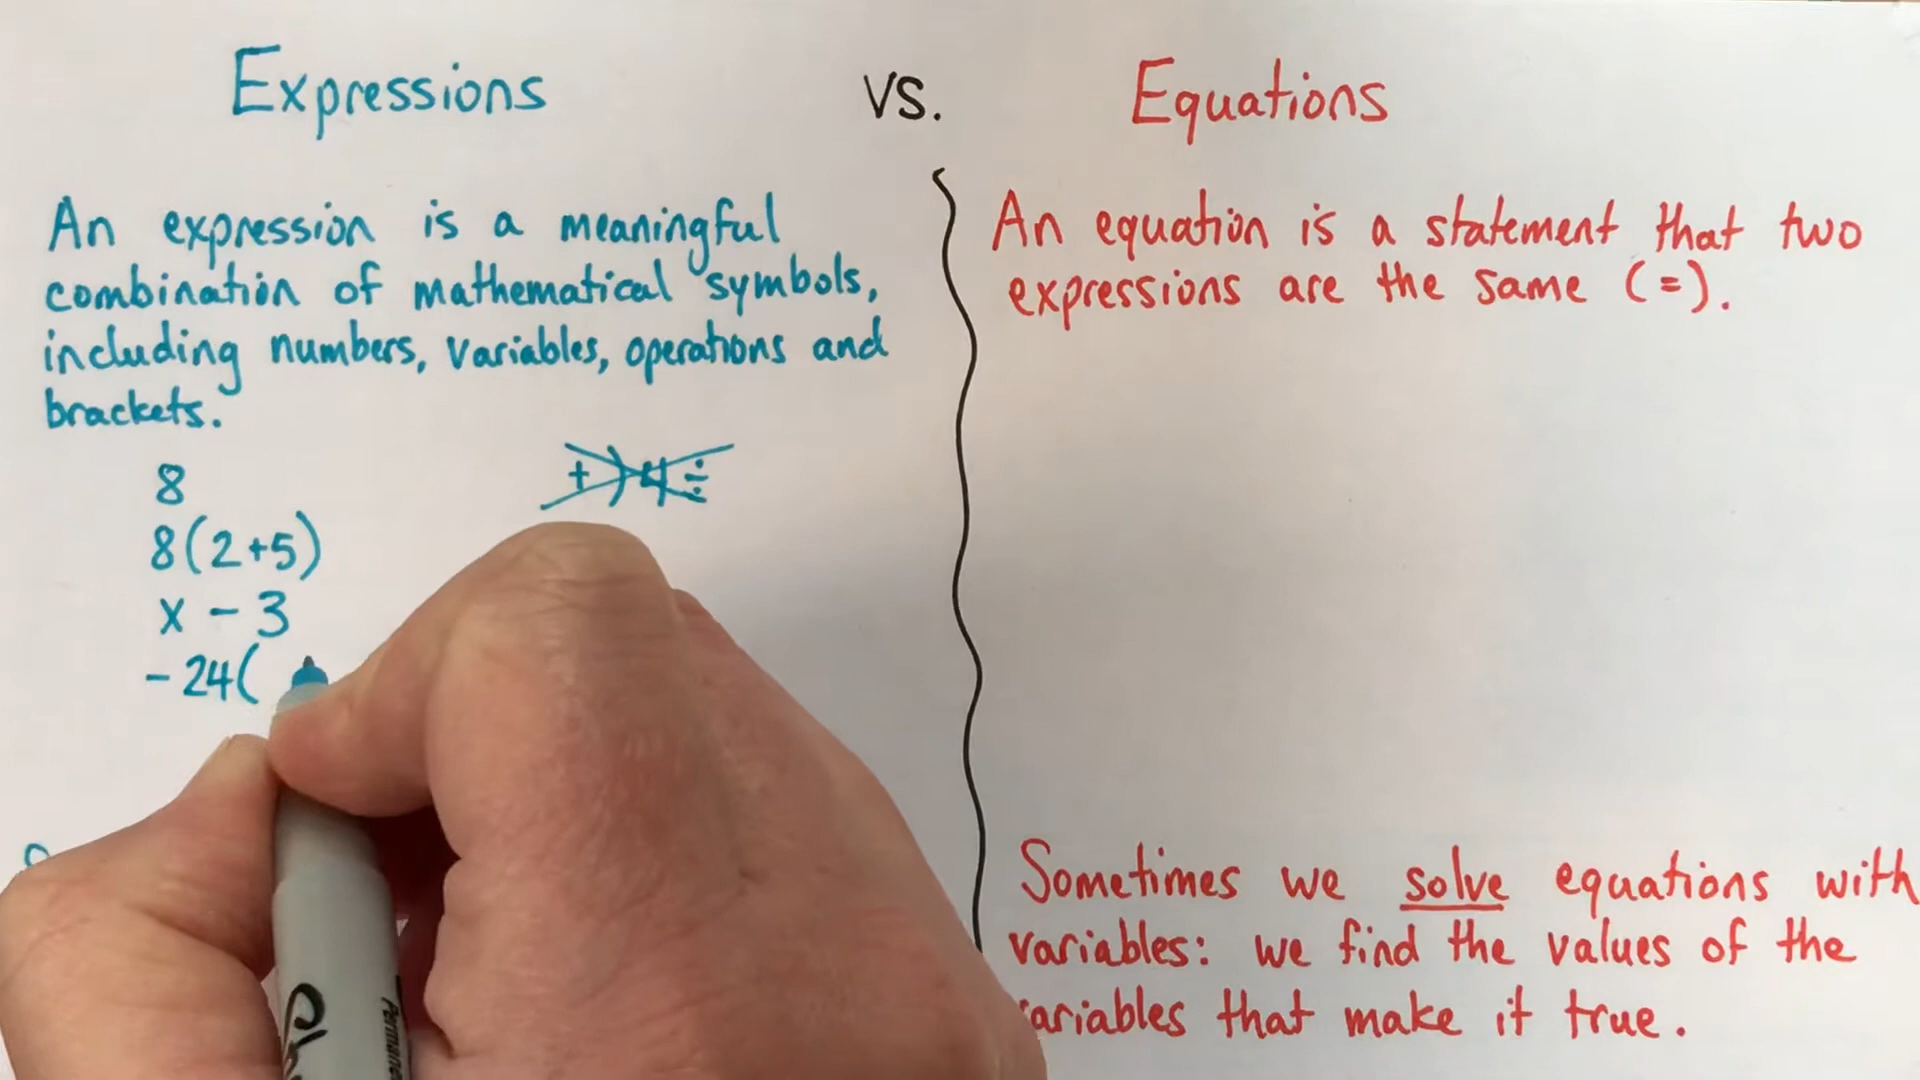 Expressions vs. Equations
An expression is a meaningful
combination of mathematical symbols,
including numbers, variables, operations and
brackets.
8
8(2+5)
x - 3
-24(
+)4÷
An equation is a statement that two
expressions are the same (=).
Sometimes we solve equations with
variables: we find the values of the
ariables that make it true.